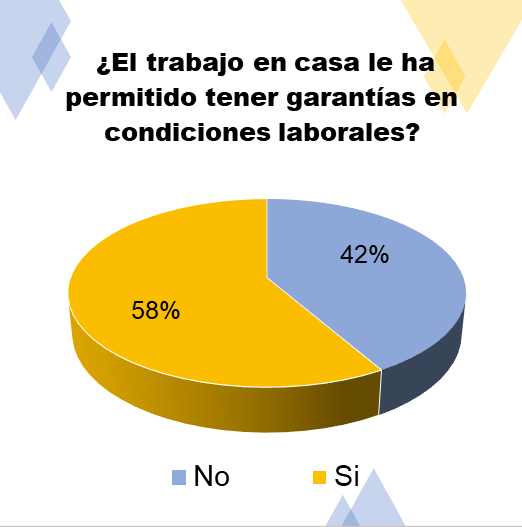 ¿El trabajo en casa le ha
permitido tener garantías en
condiciones laborales?
42%
58%
No
Si